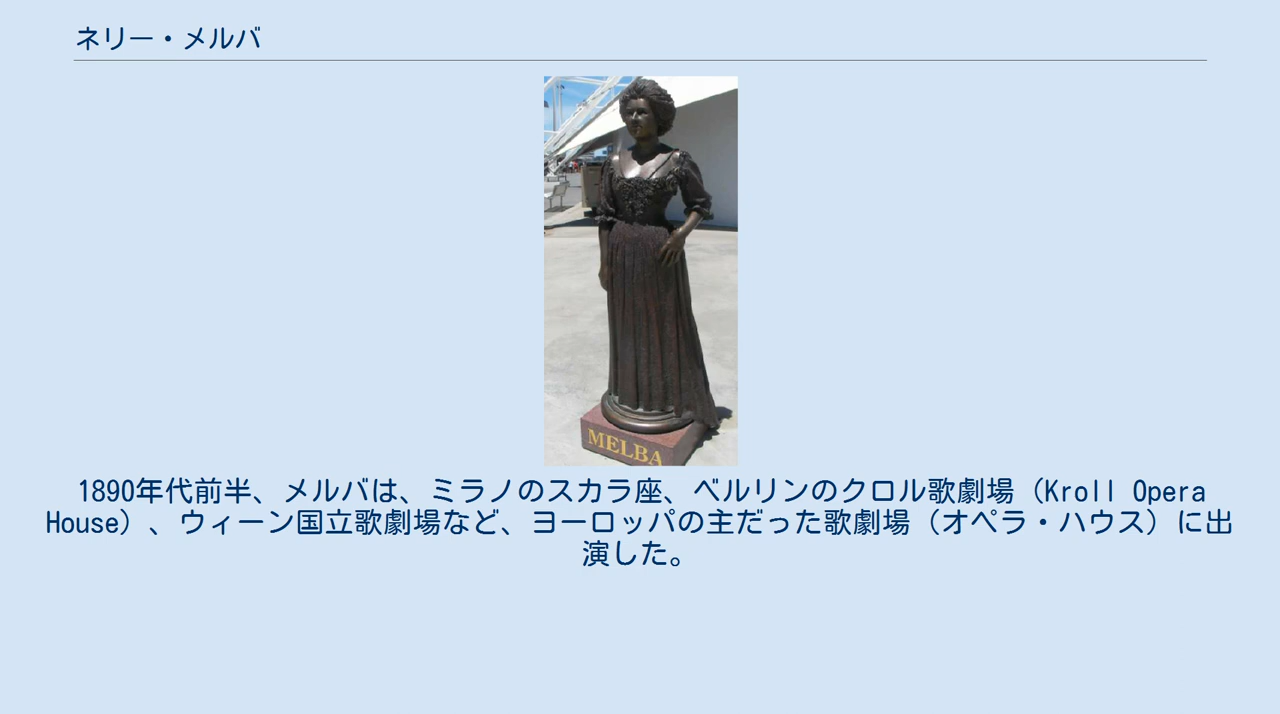 ネリー・メルバ
MELBA
1890年代前半、メルバは、ミラノのスカラ座、ベルリンのクロル歌劇場（Kroll Opera
House）、ウィーン国立歌劇場など、ヨーロッパの主だった歌劇場（オペラ・ハウス）に出
演した。